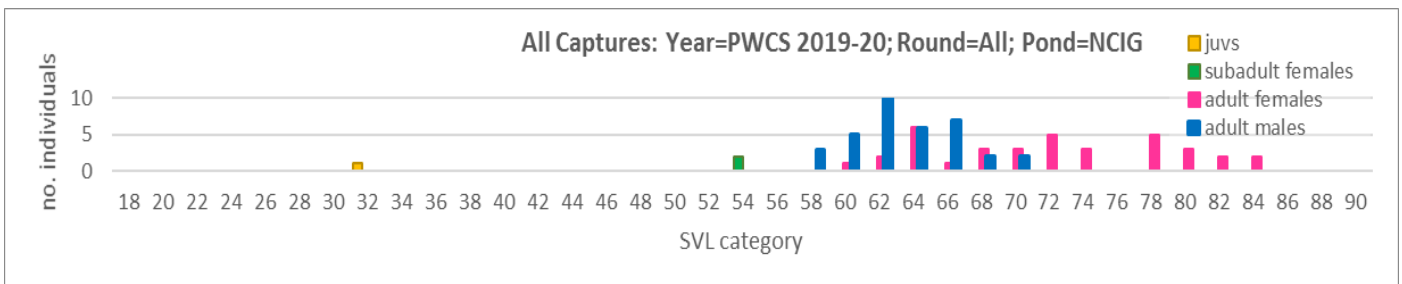 All Captures: Year=PWCS 2019-20; Round=All; Pond=NCIG
juvs
subadult females
adult females
adult males
no. individuals
10
5
0
18 20 22 24 26 28 30 32 34 36 38 40 42 44 46 48 50 52 54 56 58 60 62 64 66 68 70 72 74 76 78 80 82 84 86 88 90
SVL category